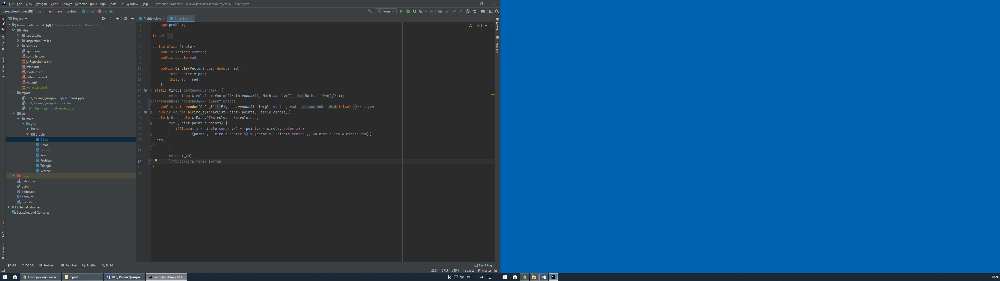 File Edit View Navigate Code Analyze Refactor Build Run Tools Git Window Help JavaschoolProjectRD [H:\Java\java\JavaschoolProjectRD] - Circle.java
JavaschoolProjectRD src main java problem Circle plcircle Form Git:
Project Problem.java Circle.java
JavaschoolProjectRD [gl] H:\Java\java\JavaschoolProjectRD
.idea
codeStyles
inspectionProfiles
libraries
.gitignore
compiler.xml
jarRepositories.xml
misc.xml
modules.xml
uiDesigner.xml
vcs.xml
workspace.xml
report
10-1, Ривин Дмитрий - презентация.pptx
10-1, Ривин Дмитрий -отчёт.docx
~$-1, Ривин Дмитрий -отчёт.docx
src
main
java
Gui
problem
Circle
Color
Figures
Point
Problem
Triangle
Vector2
target
.gitignore
gl.iml
points.txt
pom.xml
ReadMe.md
External Libraries
Scratches and Consoles
Project
Commit
Pull Requests
Structure
Favorites
1 package problem;
2
3 import ...
5
6 public class Circle {
7 public Vector2 center;
8 public double rad;
9
10 public Circle(Vector2 pos, double rad) {
11 this.center = pos;
12 this.rad = rad;
13 }
14 @ static Circle getRandomCircle() {
15 return(new Circle(new Vector2(Math.random(), Math.random()), rad: Math.random()/2 ));
16 }//генерируем произвольный объект класса
17 public void render(GL2 gl) { Figures.renderCircle(gl, center, rad, amounts: 400, filled: false); }//рисуем
20 @ public double plcircle(ArrayList<Point> points, Circle circle){
21 double k=0; double s=Math.PI*circle.rad*circle.rad;
22 for (Point point : points) {
23 if((point.x - circle.center.x) * (point.x - circle.center.x) +
24 (point.y - circle.center.y) * (point.y - circle.center.y) <= circle.rad * circle.rad){
25 k++;
26 }
27 }
28 return(k/s);
29 }//плотность точек внутри
30 }
31
1 1
Maven
Database
Git TODO Problems Terminal Profiler Build Event Log
29:34 CRLF UTF-8 4 spaces master
Критерии оцениван... report 10-1, Ривин Дмитри... JavaschoolProjectRD... РУС 10:24 10:24